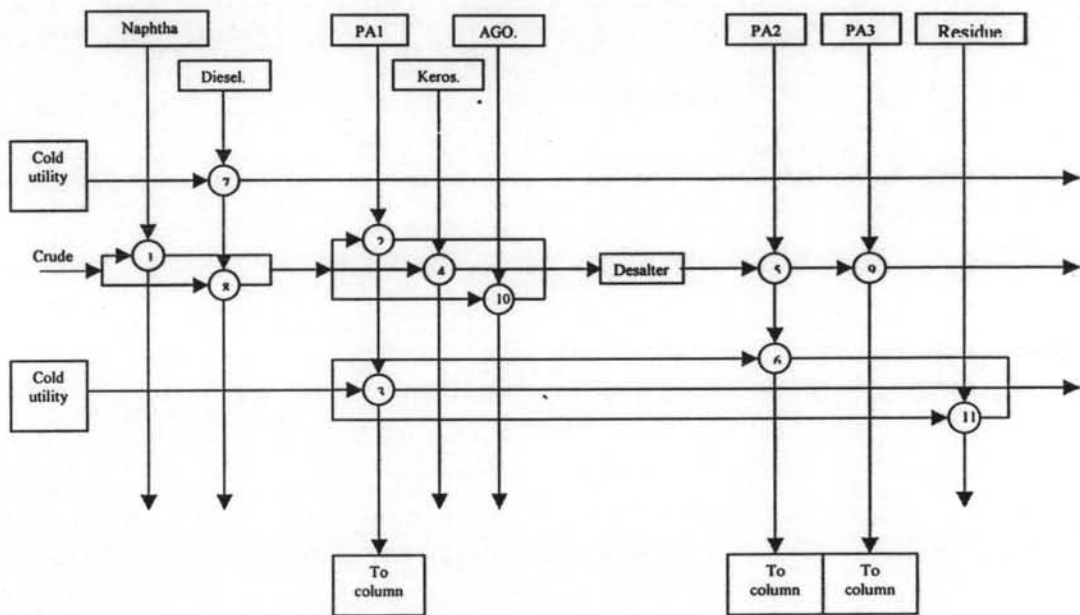 Naphtha
PA1
AGO.
PA2
PA3
Residue
Diesel.
Keros.
Cold
utility
7
Crude
1
2
8
4
10
Desalter
5
9
Cold
utility
3
6
11
To
column
To
column
To
column